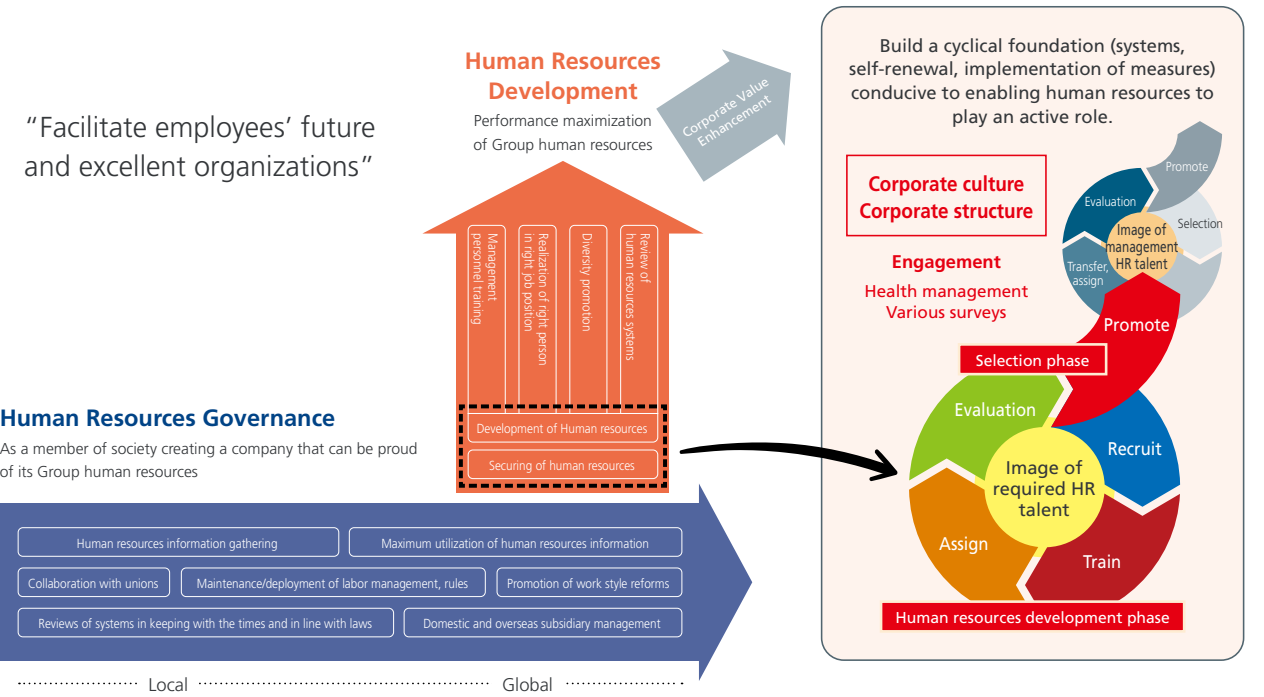 “Facilitate employees’ future
and excellent organizations”
Human Resources
Development
Performance maximization
of Group human resources
Corporate Value
Enhancement
Management
personnel training
Realization of right person
in right job position
Diversity promotion
Review of
human resources systems
Development of Human resources
Securing of human resources
Human Resources Governance
As a member of society creating a company that can be proud
of its Group human resources
Human resources information gathering
Maximum utilization of human resources information
Collaboration with unions
Maintenance/deployment of labor management, rules
Promotion of work style reforms
Reviews of systems in keeping with the times and in line with laws
Domestic and overseas subsidiary management
Local
Global
Build a cyclical foundation (systems,
self-renewal, implementation of measures)
conducive to enabling human resources to
play an active role.
Corporate culture
Corporate structure
Engagement
Health management
Various surveys
Promote
Evaluation
Selection
Image of
management
HR talent
Transfer,
assign
Promote
Selection phase
Evaluation
Recruit
Image of
required HR
talent
Assign
Train
Human resources development phase